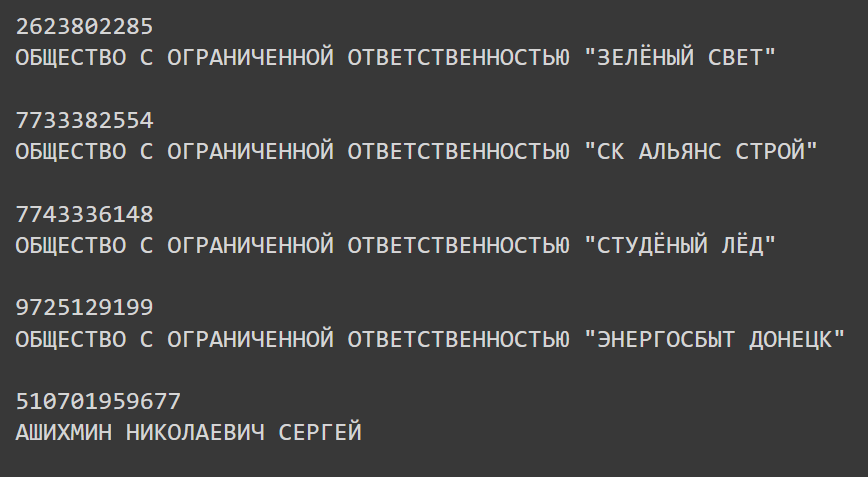 2623802285
ОБЩЕСТВО С ОГРАНИЧЕННОЙ ОТВЕТСТВЕННОСТЬЮ "ЗЕЛЁНЫЙ СВЕТ"
7733382554
ОБЩЕСТВО С ОГРАНИЧЕННОЙ ОТВЕТСТВЕННОСТЬЮ "СК АЛЬЯНС СТРОЙ"
7743336148
ОБЩЕСТВО С ОГРАНИЧЕННОЙ ОТВЕТСТВЕННОСТЬЮ "СТУДЁНЫЙ ЛЁД"
9725129199
ОБЩЕСТВО С ОГРАНИЧЕННОЙ ОТВЕТСТВЕННОСТЬЮ "ЭНЕРГОСБЫТ ДОНЕЦК"
510701959677
АШИХМИН НИКОЛАЕВИЧ СЕРГЕЙ